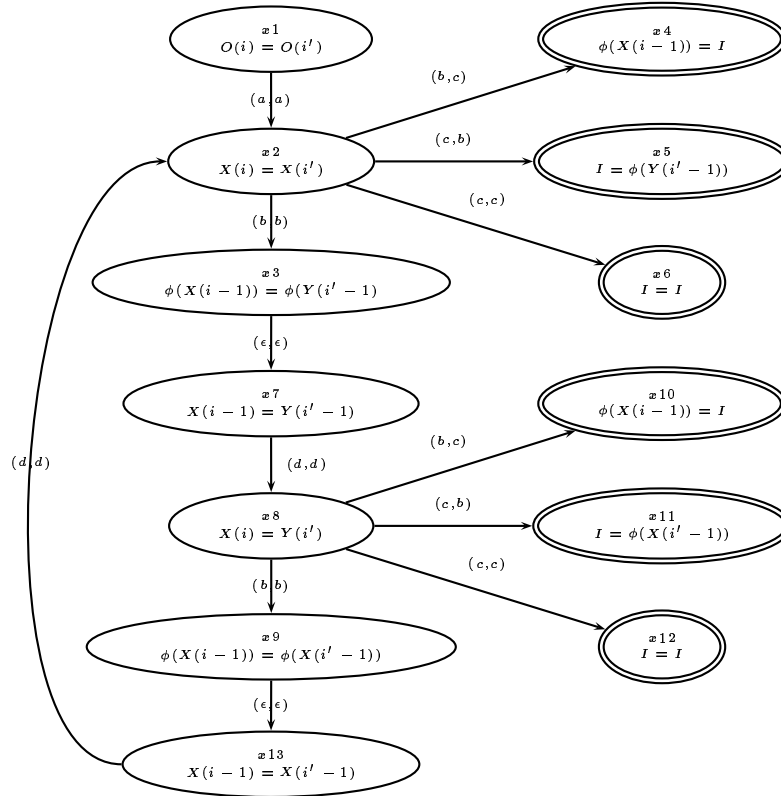 x1
O(i) = O(i′)
x4
ϕ(X(i − 1)) = I
(b, c)
(a, a)
(c, b)
x2
X(i) = X(i′)
x5
I = ϕ(Y(i′ − 1))
(c, c)
(b, b)
x3
ϕ(X(i − 1)) = ϕ(Y(i′ − 1)
x6
I = I
(ϵ, ϵ)
x7
X(i − 1) = Y(i′ − 1)
x10
ϕ(X(i − 1)) = I
(b, c)
(d, d)
(d, d)
(c, b)
x8
X(i) = Y(i′)
x11
I = ϕ(X(i′ − 1))
(c, c)
(b, b)
x9
ϕ(X(i − 1)) = ϕ(X(i′ − 1))
x12
I = I
(ϵ, ϵ)
x13
X(i − 1) = X(i′ − 1)